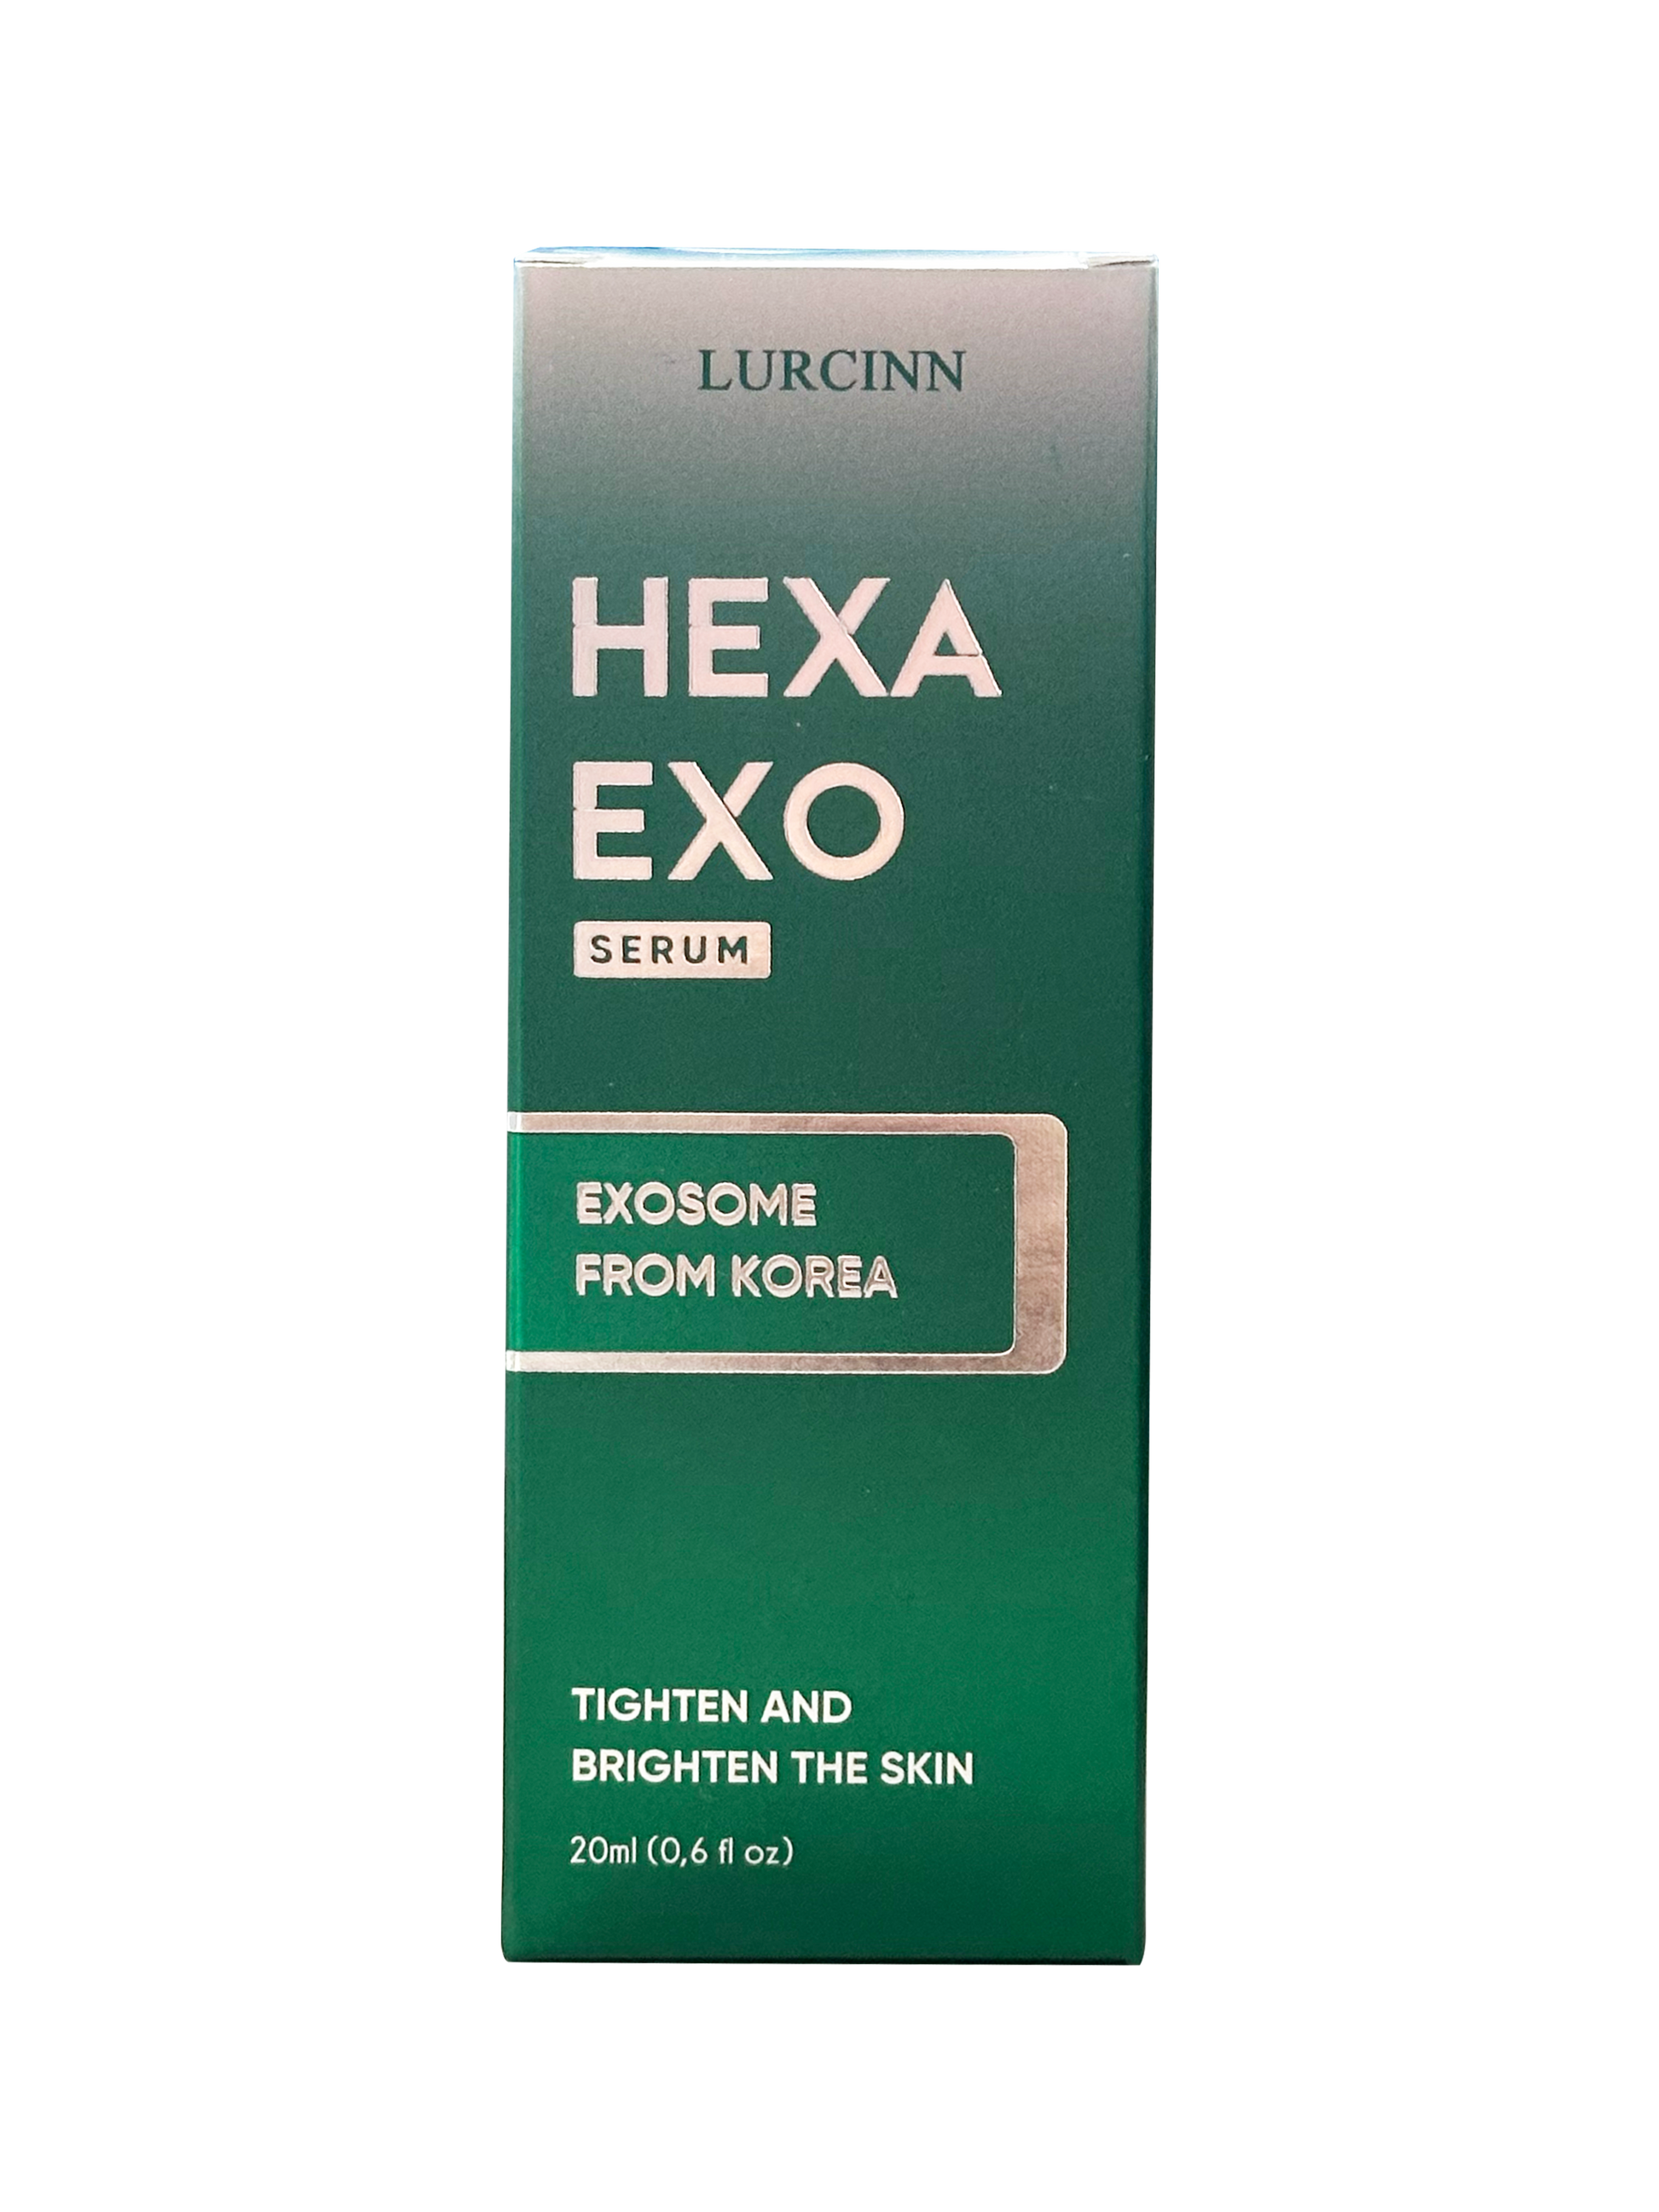 LURCINN
HEXA
EXO
SERUM
EXOSOME
FROM KOREA
TIGHTEN AND
BRIGHTEN THE SKIN
20ml (0,6 fl oz)